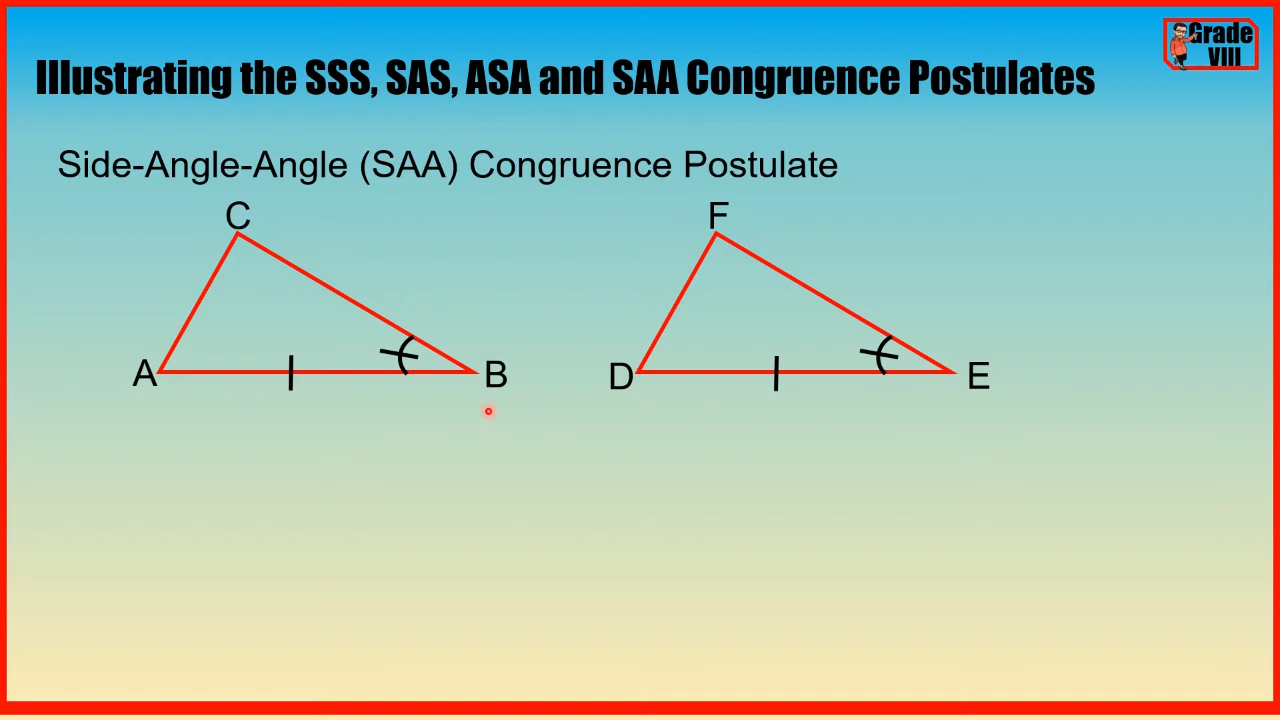 Grade
VIII
Illustrating the SSS, SAS, ASA and SAA Congruence Postulates
Side-Angle-Angle (SAA) Congruence Postulate
C
F
A
B
D
E